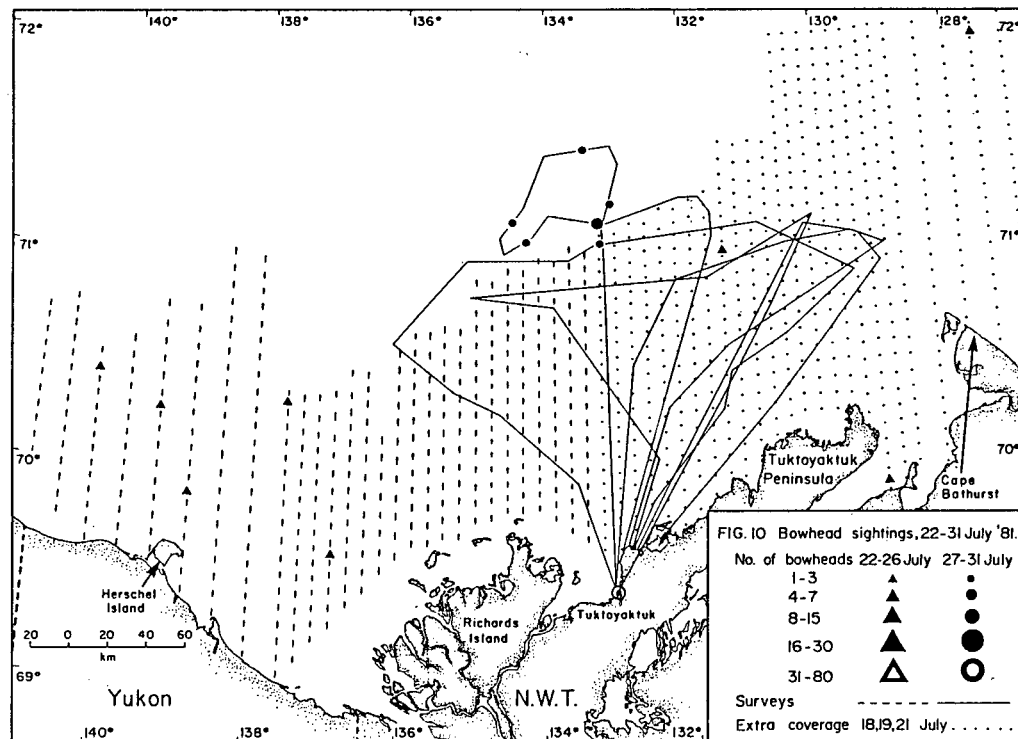 140° 138° 136° 134° 132° 130° 128°
72° 72°
71° 71°
70° 70°
69°
Tuktoyaktuk
Peninsula
Cape
Bathurst
Herschel
Island
Richards
Island
Tuktoyaktuk
20 0 20 40 60
km
Yukon
N.W.T.
140° 138° 136° 134° 132°
FIG. 10 Bowhead sightings, 22-31 July '81.
No. of bowheads 22-26 July 27-31 July
1-3
4-7
8-15
16-30
31-80
Surveys
Extra coverage 18,19,21 July